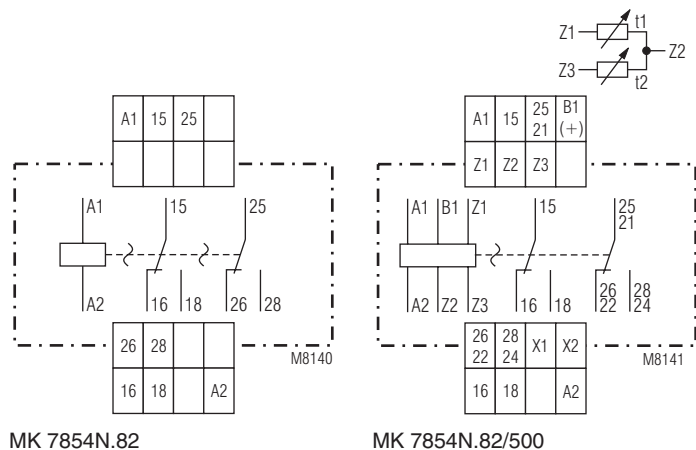 Z1 t1
Z2
Z3 t2
A1 15 25
A1 15 25 B1
21 (+)
Z1 Z2 Z3
A1 15 25
A2 16 18 26 28
A1 B1 Z1 15 25
21
A2 Z2 Z3 16 18 26 28
22 24
26 28
16 18 A2
M8140
26 28 X1 X2
22 24
16 18 A2
M8141
MK 7854N.82
MK 7854N.82/500